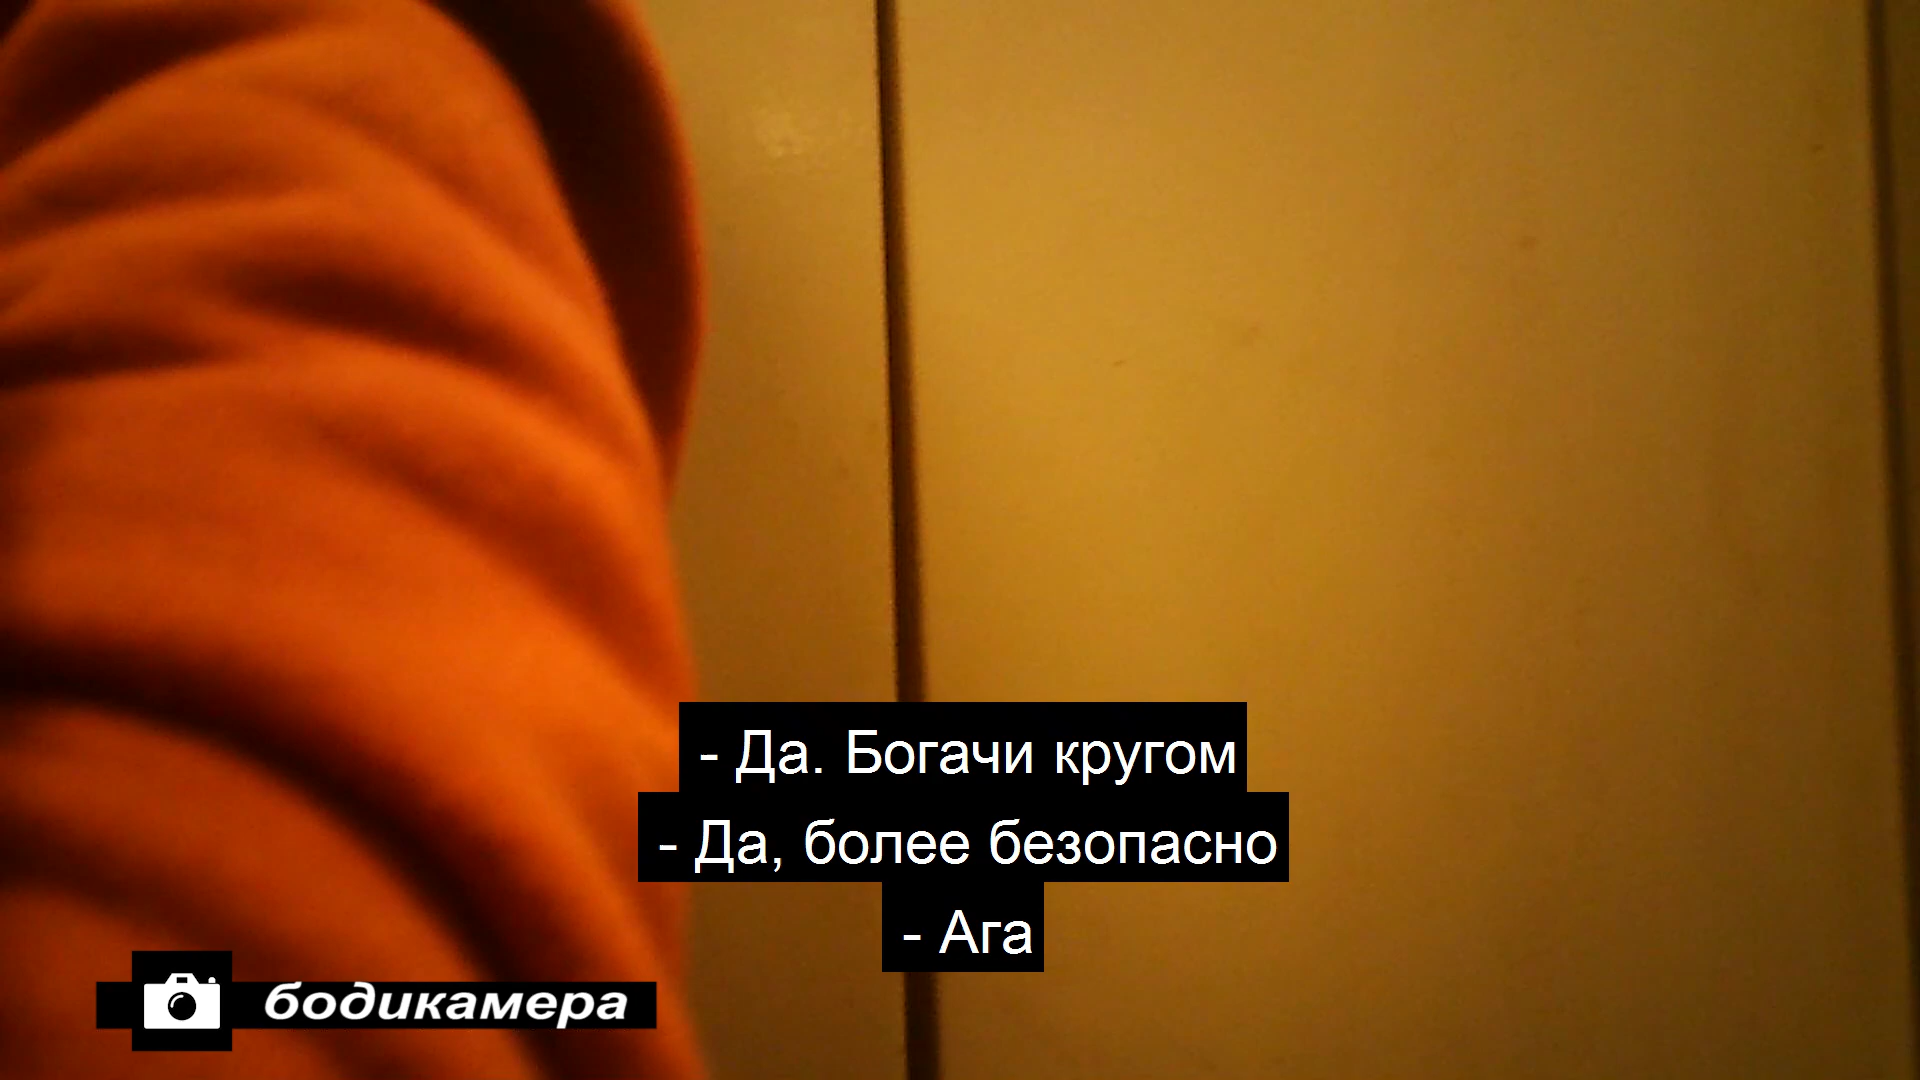 - Да. Богачи кругом
- Да, более безопасно
- Ага
бодикамера